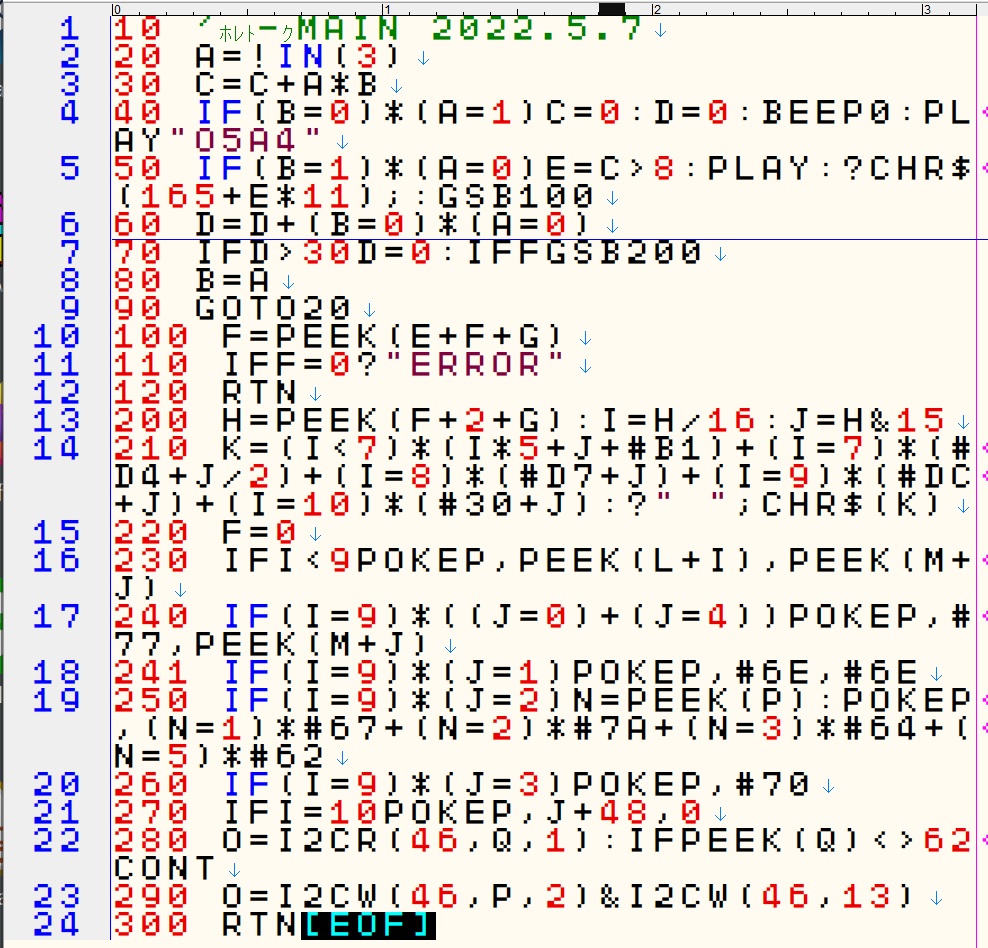 0 1 2 3
1 10 'ホレトークMAIN 2022.5.7↓
2 20 A=!IN(3)↓
3 30 C=C+A*B↓
4 40 IF(B=0)*(A=1)C=0:D=0:BEEP0:PL
AY"O5A4"↓
5 50 IF(B=1)*(A=0)E=C>8:PLAY:?CHR$
(165+E*11);:GSB100↓
6 60 D=D+(B=0)*(A=0)↓
7 70 IFD>30D=0:IFFGSB200↓
8 80 B=A
9 90 GOTO20↓
10 100 F=PEEK(E+F+G)↓
11 110 IFF=0?"ERROR"↓
12 120 RTN↓
13 200 H=PEEK(F+2+G):I=H/16:J=H&15↓
14 210 K=(I<7)*(I*5+J+#B1)+(I=7)*(#
D4+J/2)+(I=8)*(#D7+J)+(I=9)*(#DC
+J)+(I=10)*(#30+J):?" ";CHR$(K)↓
15 220 F=0↓
16 230 IFI<9POKEP,PEEK(L+I),PEEK(M+
J)↓
17 240 IF(I=9)*((J=0)+(J=4))POKEP,#
77,PEEK(M+J)↓
18 241 IF(I=9)*(J=1)POKEP,#6E,#6E↓
19 250 IF(I=9)*(J=2)N=PEEK(P):POKEP
,(N=1)*#67+(N=2)*#7A+(N=3)*#64+(
N=5)*#62↓
20 260 IF(I=9)*(J=3)POKEP,#70↓
21 270 IFI=10POKEP,J+48,0↓
22 280 O=I2CR(46,Q,1):IFPEEK(Q)<>62
CONT↓
23 290 O=I2CW(46,P,2)&I2CW(46,13)↓
24 300 RTN[EOF]